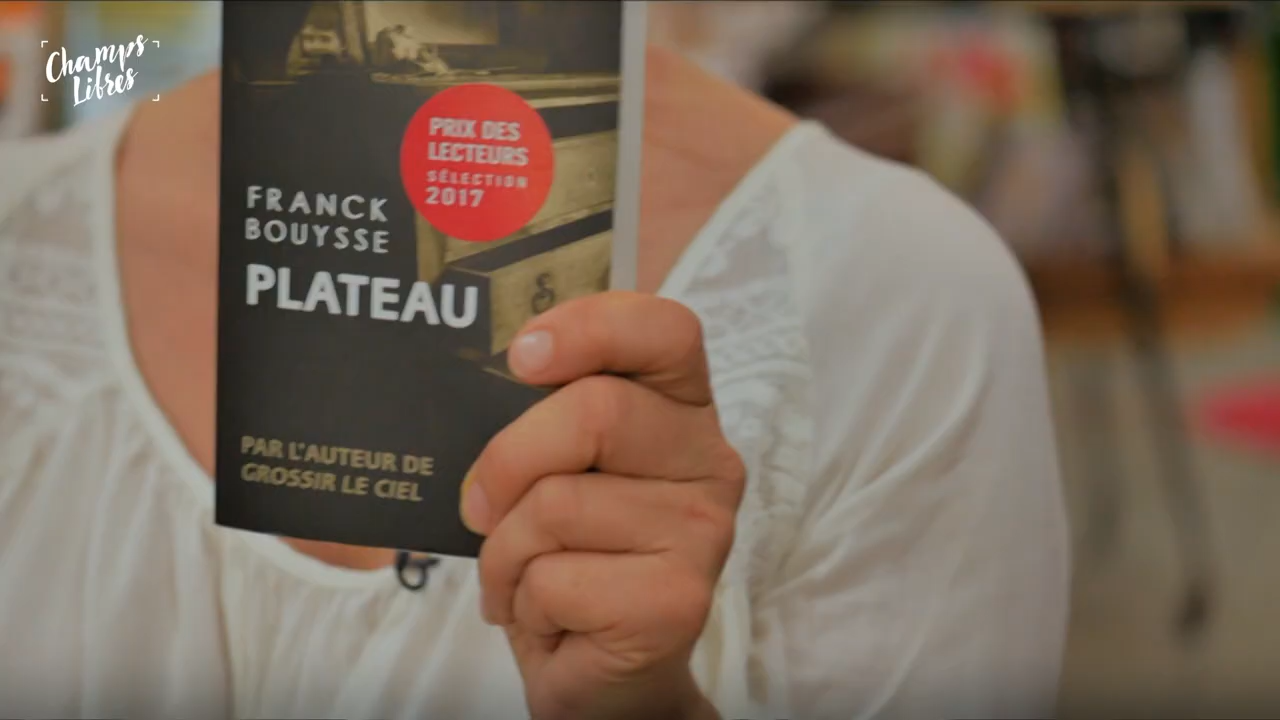 Champs
Libres
PRIX DES
LECTEURS
SÉLECTION
2017
FRANCK
BOUYSSE
PLATEAU
PAR L'AUTEUR DE
GROSSIR LE CIEL